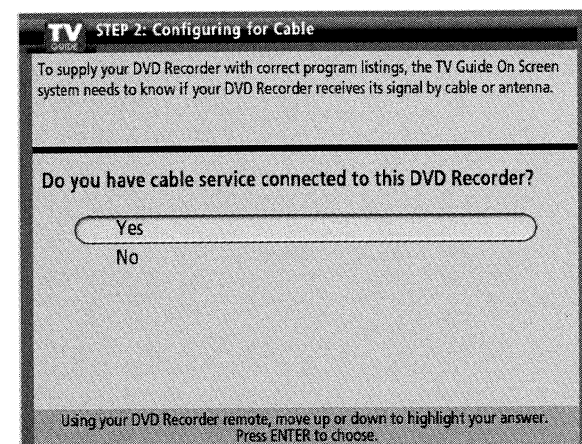 TV
GUIDE
STEP 2: Configuring for Cable
To supply your DVD Recorder with correct program listings, the TV Guide On Screen
system needs to know if your DVD Recorder receives its signal by cable or antenna.
Do you have cable service connected to this DVD Recorder?
Yes
No
Using your DVD Recorder remote, move up or down to highlight your answer.
Press ENTER to choose.